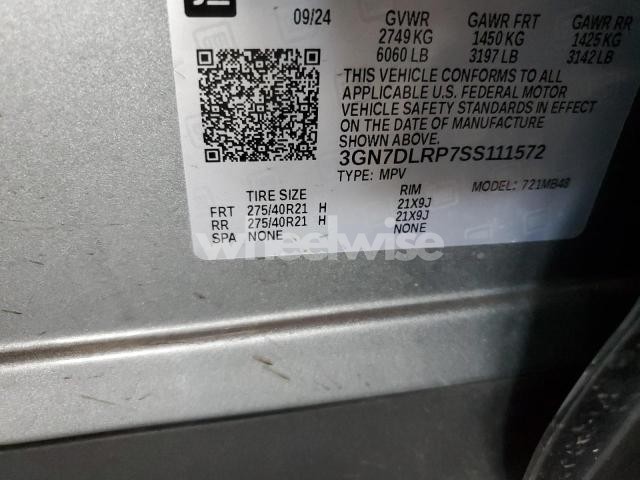 09/24 GVWR GAWR FRT GAWR RR
2749 KG 1450 KG 1425 KG
6060 LB 3197 LB 3142 LB
THIS VEHICLE CONFORMS TO ALL
APPLICABLE U.S. FEDERAL MOTOR
VEHICLE SAFETY STANDARDS IN EFFECT
ON THE DATE OF MANUFACTURE
SHOWN ABOVE.
3GN7DLRP7SS111572
TYPE: MPV MODEL: 721MB48
TIRE SIZE RIM
FRT 275/40R21 H 21X9J
RR 275/40R21 H 21X9J
SPA NONE NONE
wheelwise